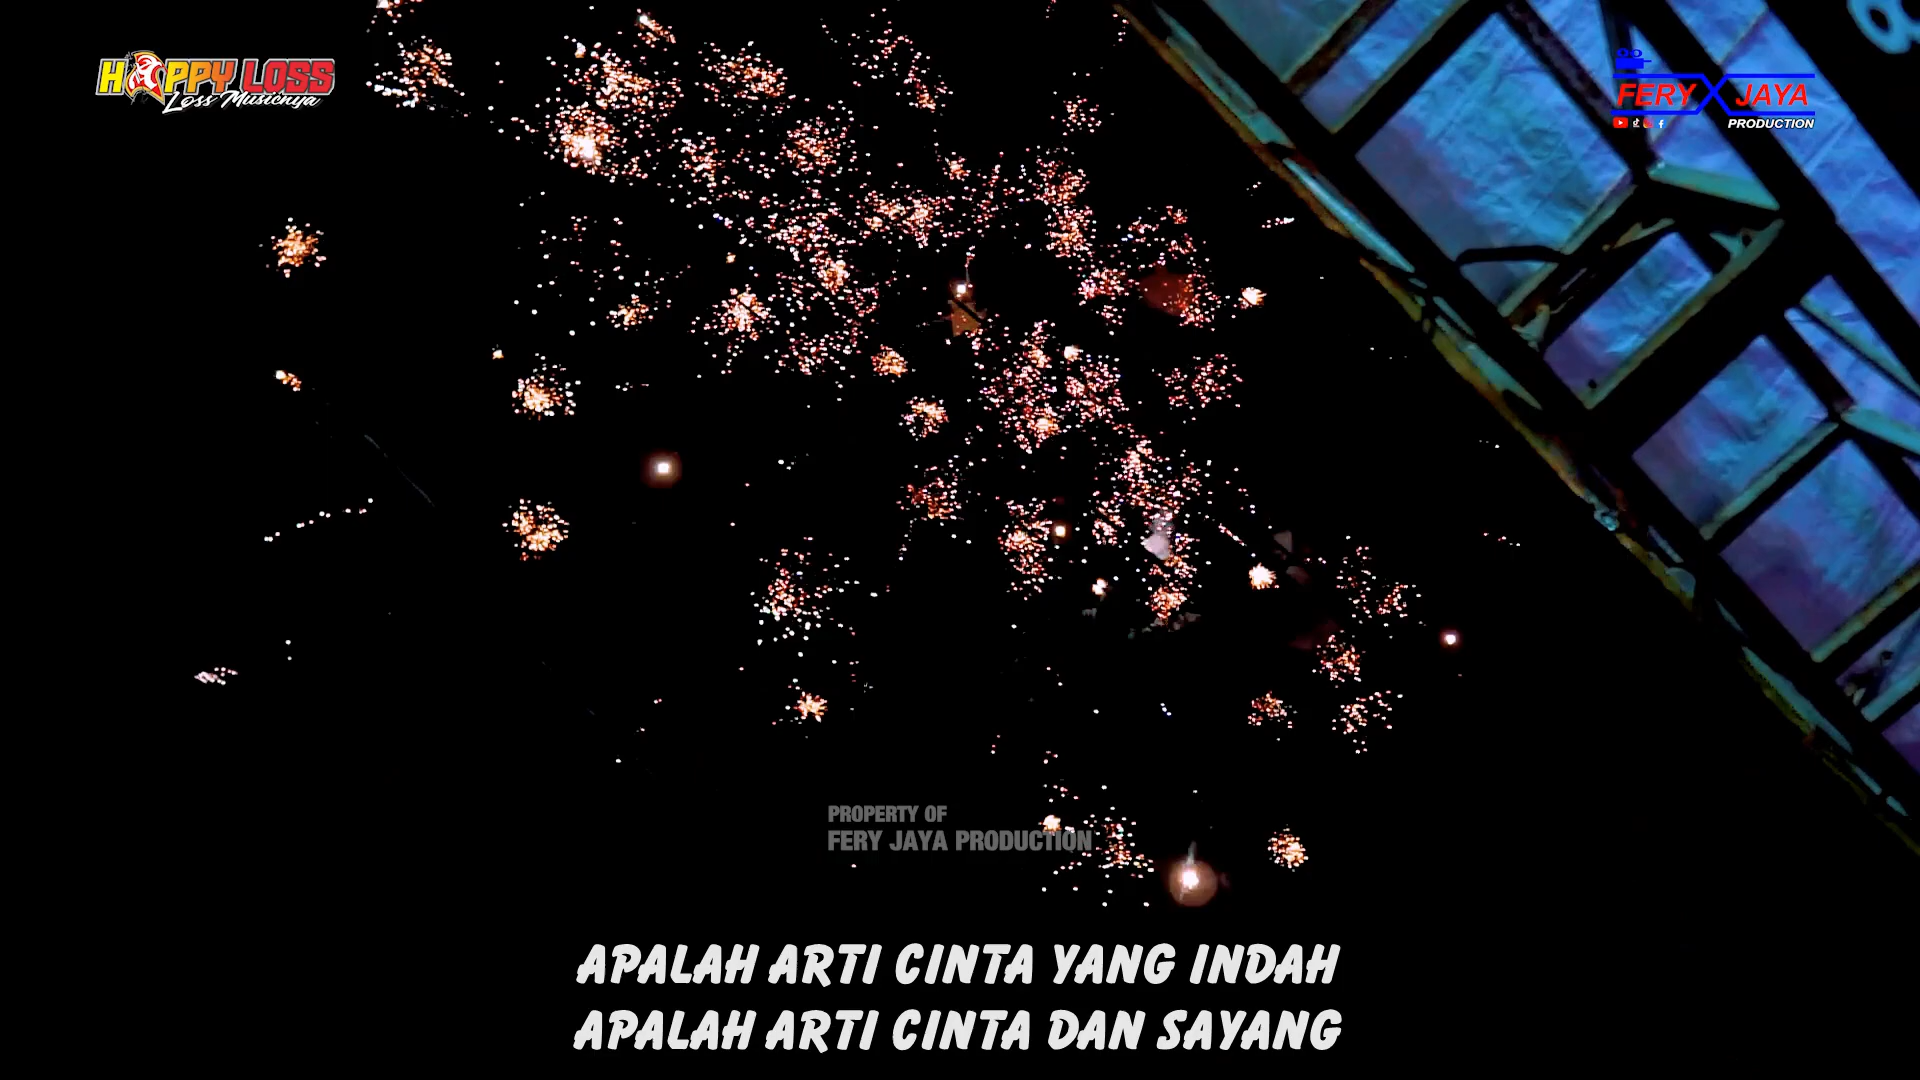 HAPPY LOSS
Loss Musicnya
FERY JAYA
PRODUCTION
PROPERTY OF
FERY JAYA PRODUCTION
APALAH ARTI CINTA YANG INDAH
APALAH ARTI CINTA DAN SAYANG